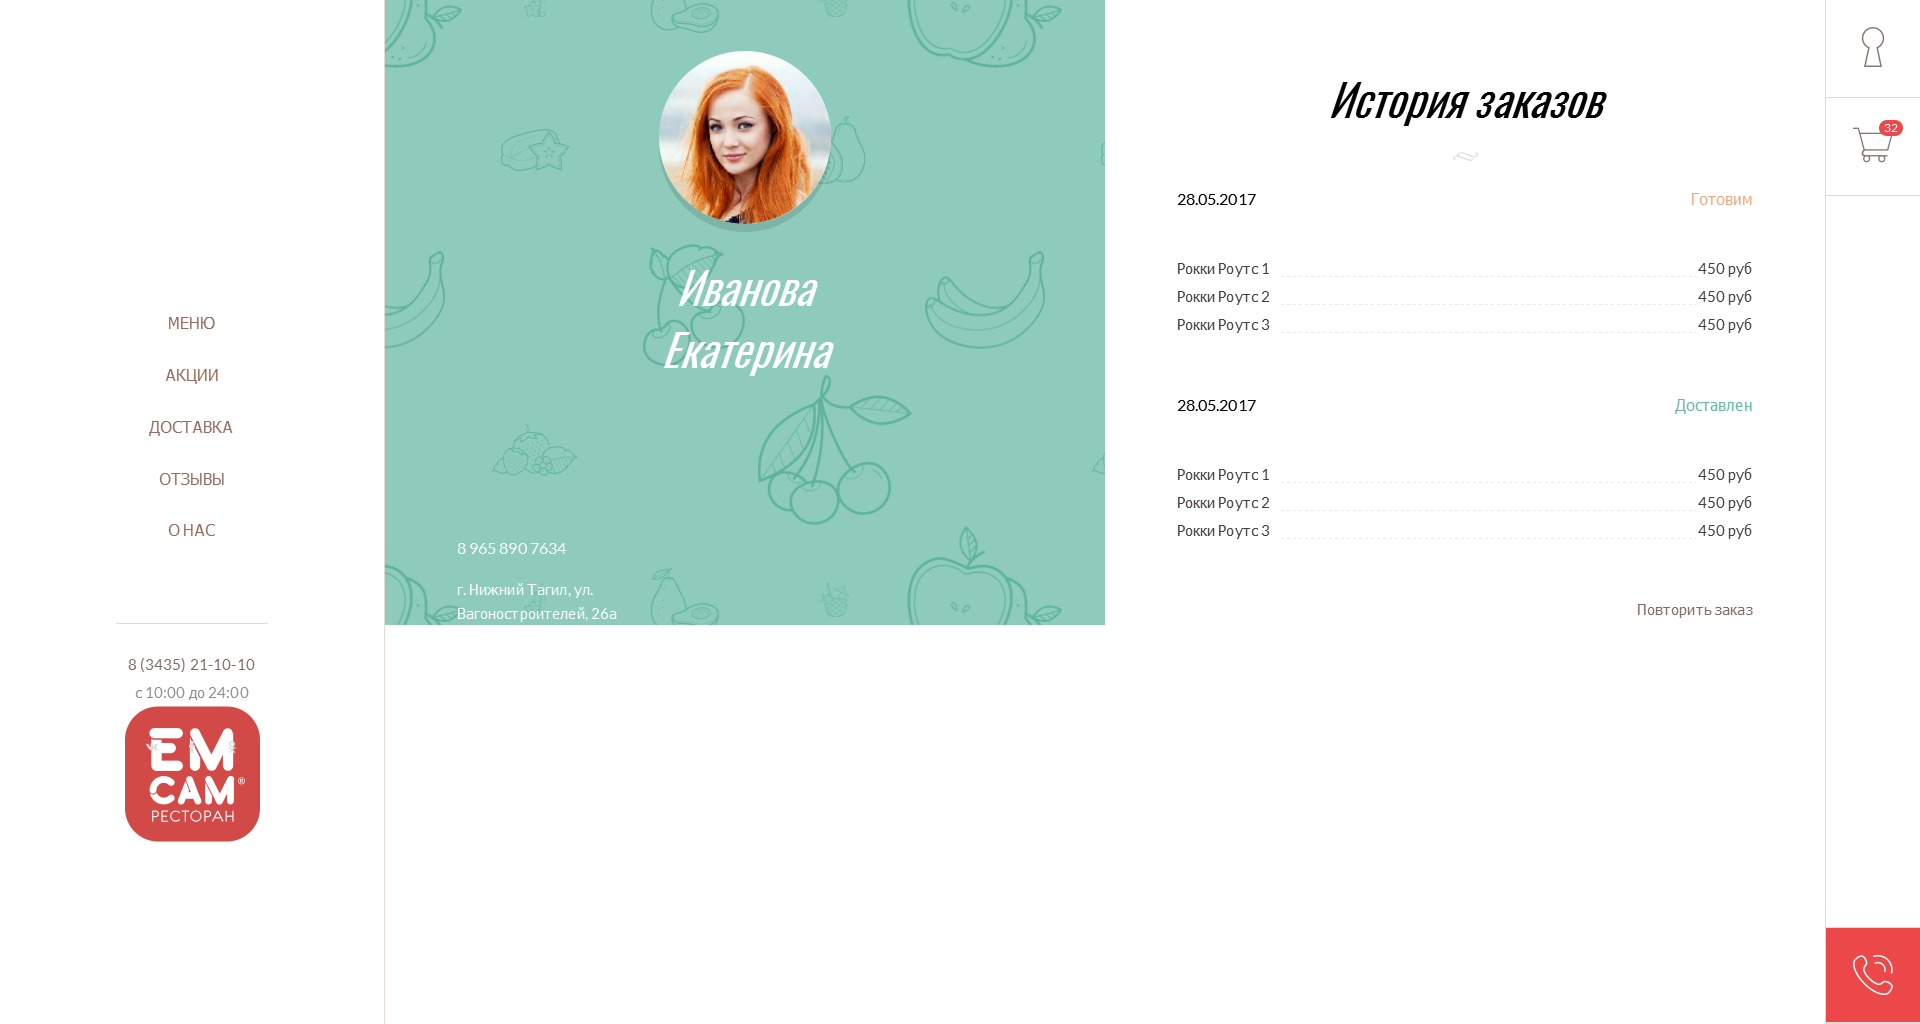 МЕНЮ
АКЦИИ
ДОСТАВКА
ОТЗЫВЫ
О НАС
8 (3435) 21-10-10
с 10:00 до 24:00
ЕМ
САМ®
РЕСТОРАН
Иванова
Екатерина
8 965 890 7634
г. Нижний Тагил, ул.
Вагоностроителей, 26а
История заказов
28.05.2017 Готовим
Рокки Роутс 1 450 руб
Рокки Роутс 2 450 руб
Рокки Роутс 3 450 руб
28.05.2017 Доставлен
Рокки Роутс 1 450 руб
Рокки Роутс 2 450 руб
Рокки Роутс 3 450 руб
Повторить заказ
32